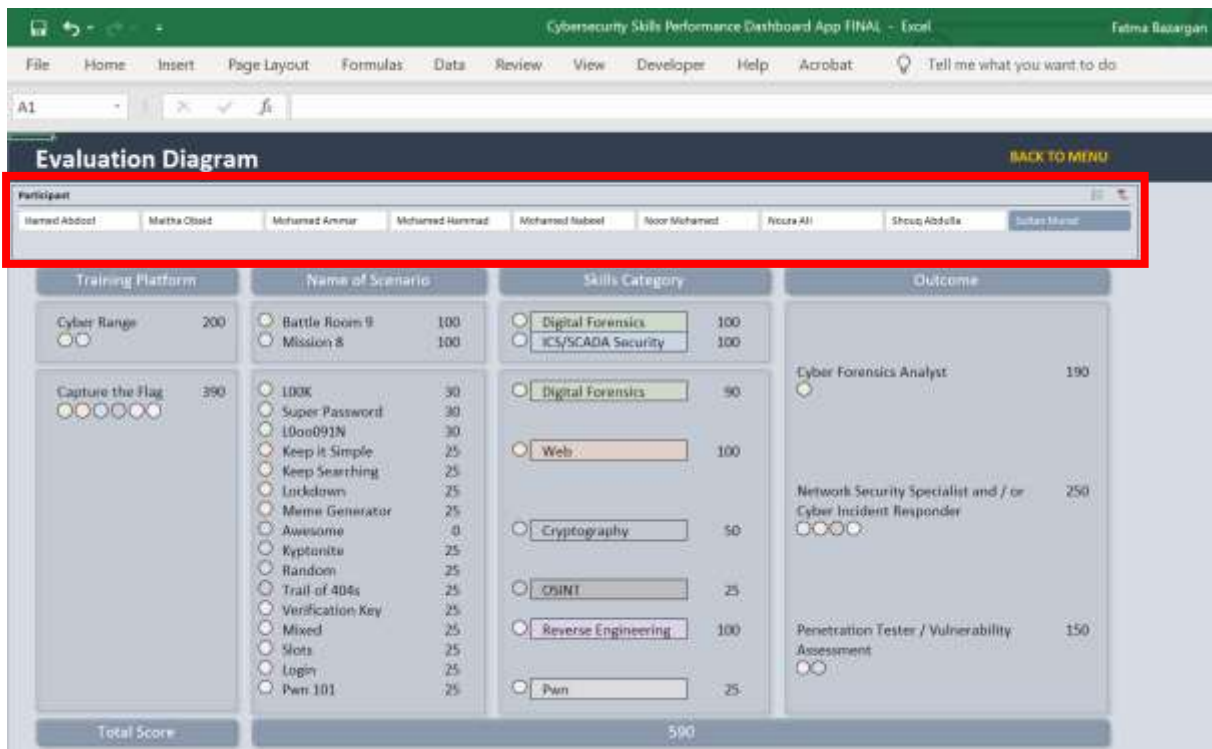 Cybersecurity Skills Performance Dashboard App FINAL - Excel
Fatma Bazargan
File Home Insert Page Layout Formulas Data Review View Developer Help Acrobat Tell me what you want to do
A1 fx
Evaluation Diagram
BACK TO MENU
Participant
Hamed Abdool Maitha Obaid Mohamed Ammar Mohamed Hammad Mohamed Nabeel Noor Mohamed Noura Ali Shouq Abdulla Sultan Murad
Training Platform Name of Scenario Skills Category Outcome
Cyber Range 200
Battle Room 9 100
Mission 8 100
Digital Forensics 100
ICS/SCADA Security 100
Capture the Flag 390
100K 30
Super Password 30
L0oo091N 30
Keep it Simple 25
Keep Searching 25
Lockdown 25
Meme Generator 25
Awesome 0
Kyptonite 25
Random 25
Trail of 404s 25
Verification Key 25
Mixed 25
Slots 25
Login 25
Pwn 101 25
Digital Forensics 90
Web 100
Cryptography 50
OSINT 25
Reverse Engineering 100
Pwn 25
Cyber Forensics Analyst 190
Network Security Specialist and / or 250
Cyber Incident Responder
Penetration Tester / Vulnerability 150
Assessment
Total Score 590